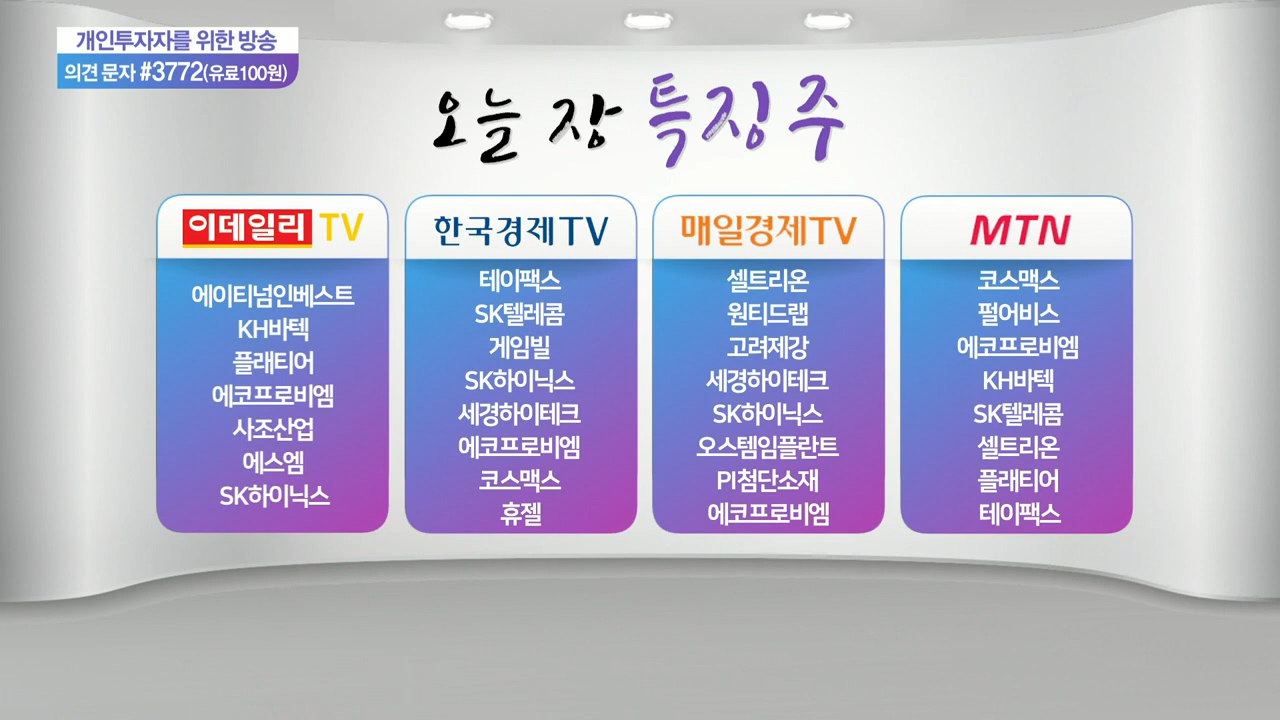 개인투자자를 위한 방송
의견 문자 #3772(유료100원)
오늘 장 특징주
이데일리 TV
에이티넘인베스트
KH바텍
플래티어
에코프로비엠
사조산업
에스엠
SK하이닉스
한국경제TV
테이팩스
SK텔레콤
게임빌
SK하이닉스
세경하이테크
에코프로비엠
코스맥스
휴젤
매일경제TV
셀트리온
원티드랩
고려제강
세경하이테크
SK하이닉스
오스템임플란트
PI첨단소재
에코프로비엠
MTN
코스맥스
펄어비스
에코프로비엠
KH바텍
SK텔레콤
셀트리온
플래티어
테이팩스